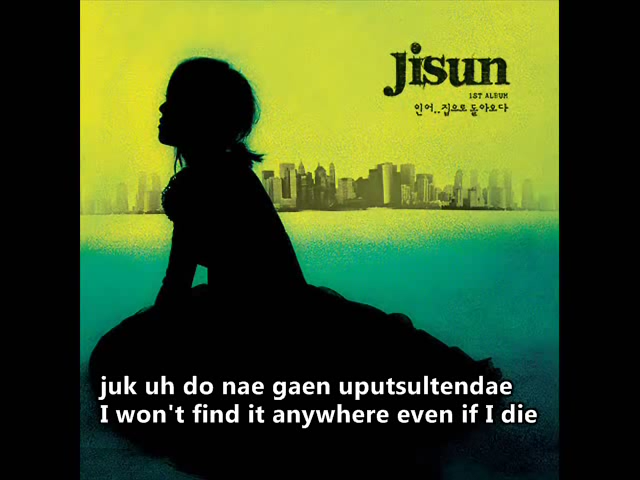 Jisun
1ST ALBUM
인어..집으로 돌아오다
juk uh do nae gaen uputsultendae
I won't find it anywhere even if I die